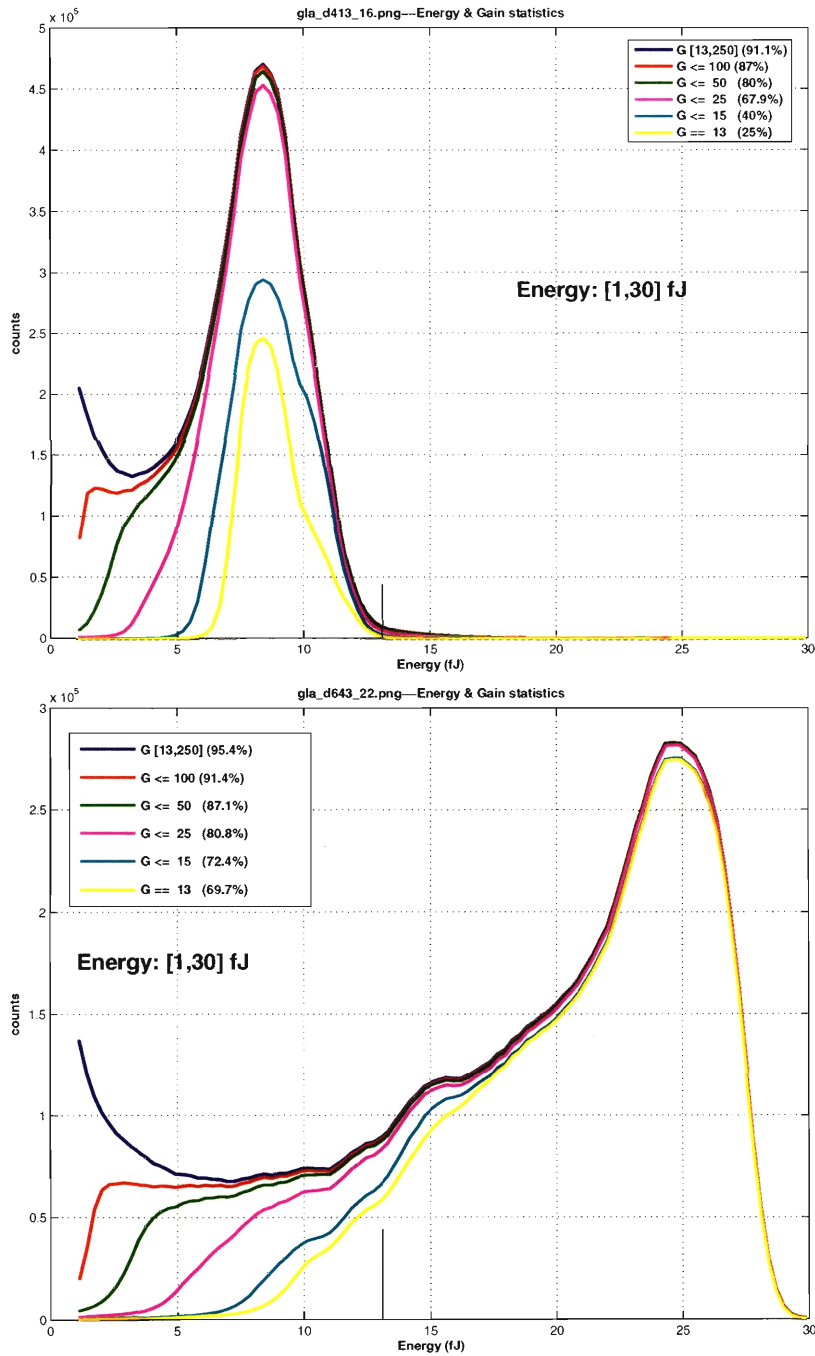 gla_d413_16.png----Energy & Gain statistics
x 10^5
5
4.5
4
3.5
3
2.5
2
1.5
1
0.5
0
counts
G [13,250] (91.1%)
G <= 100 (87%)
G <= 50 (80%)
G <= 25 (67.9%)
G <= 15 (40%)
G == 13 (25%)
Energy: [1,30] fJ
0 5 10 15 20 25 30
Energy (fJ)
gla_d643_22.png----Energy & Gain statistics
x 10^5
3
2.5
2
1.5
1
0.5
0
counts
G [13,250] (95.4%)
G <= 100 (91.4%)
G <= 50 (87.1%)
G <= 25 (80.8%)
G <= 15 (72.4%)
G == 13 (69.7%)
Energy: [1,30] fJ
0 5 10 15 20 25 30
Energy (fJ)